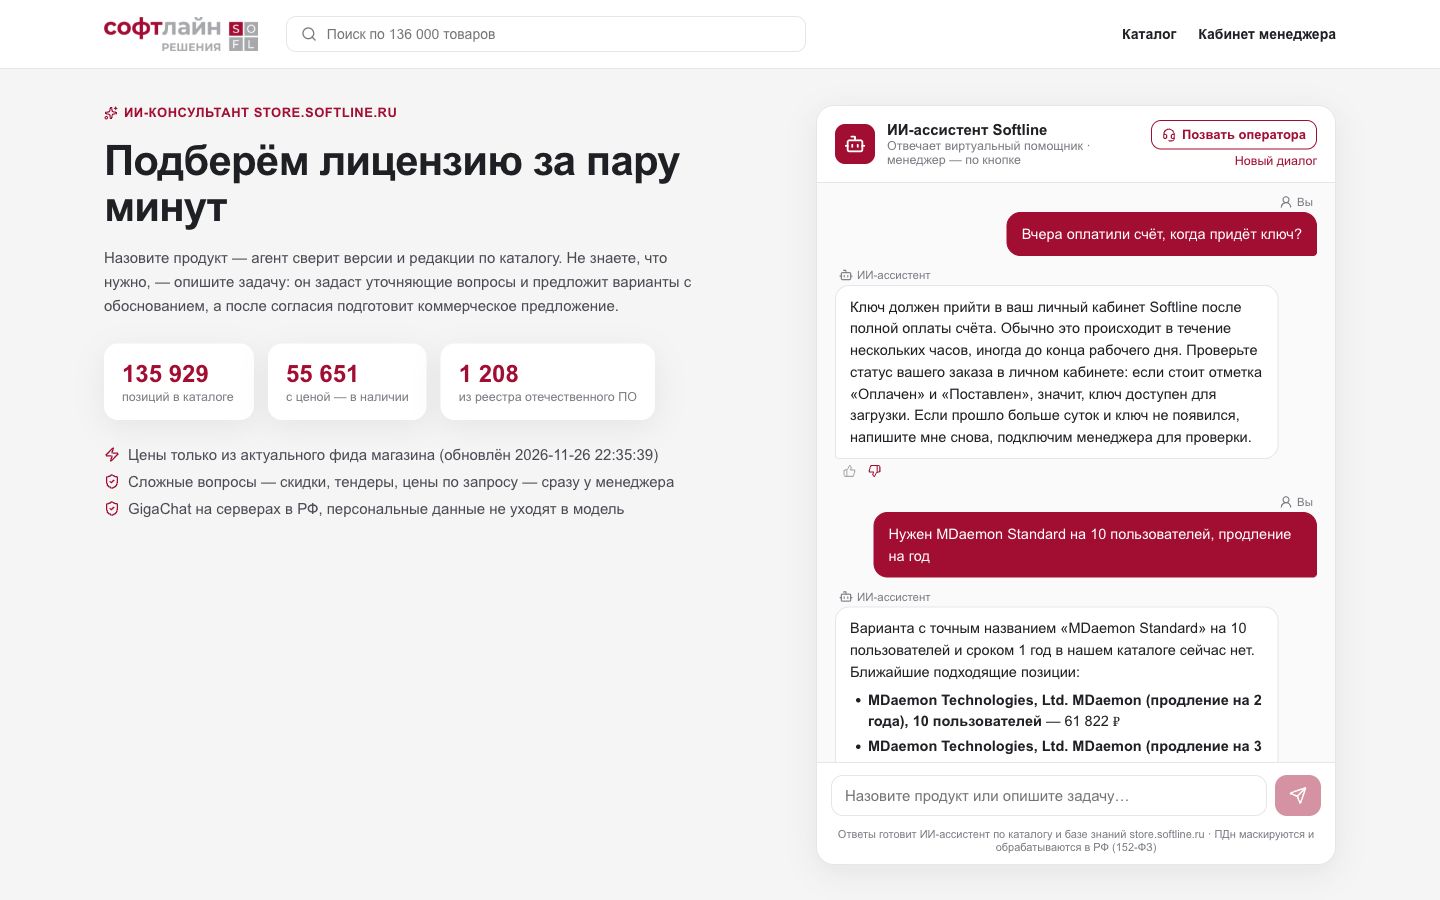 софтлайн
РЕШЕНИЯ
S O
F L
Поиск по 136 000 товаров
Каталог
Кабинет менеджера
ИИ-КОНСУЛЬТАНТ STORE.SOFTLINE.RU
Подберём лицензию за пару
минут
Назовите продукт — агент сверит версии и редакции по каталогу. Не знаете, что
нужно, — опишите задачу: он задаст уточняющие вопросы и предложит варианты с
обоснованием, а после согласия подготовит коммерческое предложение.
135 929
позиций в каталоге
55 651
с ценой — в наличии
1 208
из реестра отечественного ПО
Цены только из актуального фида магазина (обновлён 2026-11-26 22:35:39)
Сложные вопросы — скидки, тендеры, цены по запросу — сразу у менеджера
GigaChat на серверах в РФ, персональные данные не уходят в модель
ИИ-ассистент Softline
Отвечает виртуальный помощник ·
менеджер — по кнопке
Позвать оператора
Новый диалог
Вы
Вчера оплатили счёт, когда придёт ключ?
ИИ-ассистент
Ключ должен прийти в ваш личный кабинет Softline после
полной оплаты счёта. Обычно это происходит в течение
нескольких часов, иногда до конца рабочего дня. Проверьте
статус вашего заказа в личном кабинете: если стоит отметка
«Оплачен» и «Поставлен», значит, ключ доступен для
загрузки. Если прошло больше суток и ключ не появился,
напишите мне снова, подключим менеджера для проверки.
Вы
Нужен MDaemon Standard на 10 пользователей, продление
на год
ИИ-ассистент
Варианта с точным названием «MDaemon Standard» на 10
пользователей и сроком 1 год в нашем каталоге сейчас нет.
Ближайшие подходящие позиции:
• MDaemon Technologies, Ltd. MDaemon (продление на 2
года), 10 пользователей — 61 822 ₽
• MDaemon Technologies, Ltd. MDaemon (продление на 3
Назовите продукт или опишите задачу…
Ответы готовит ИИ-ассистент по каталогу и базе знаний store.softline.ru · ПДн маскируются и
обрабатываются в РФ (152-ФЗ)